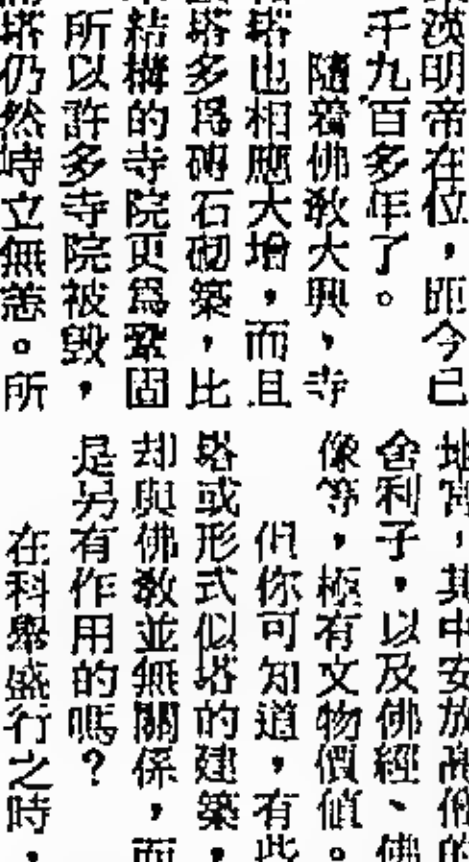 漢明帝在位，距今已
千九百多年了。
隨着佛教大興，寺
塔也相應大增，而且
塔多爲磚石砌築，比
結構的寺院更爲鞏固
所以許多寺院被毀，
塔仍然峙立無恙。所
地宮，其中安放高僧的
舍利子，以及佛經、佛
像等，極有文物價值。
但你可知道，有些
塔或形式似塔的建築，
却與佛教並無關係，而
是另有作用的嗎？
在科舉盛行之時，